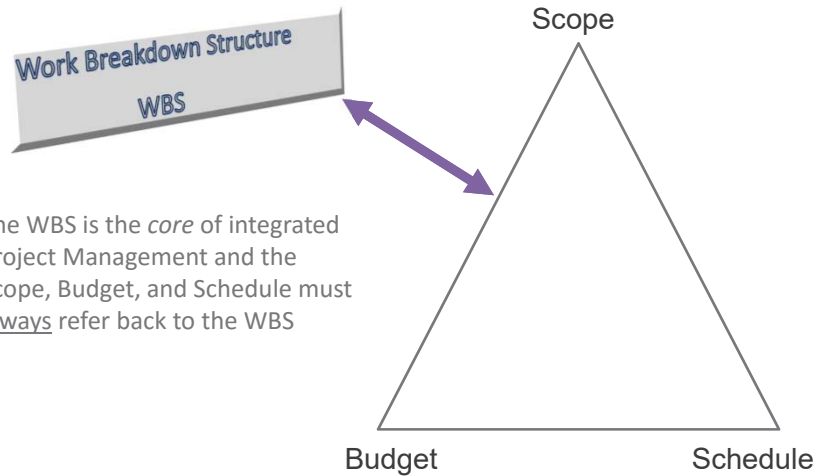 Work Breakdown Structure
WBS
Scope
he WBS is the core of integrated
roject Management and the
cope, Budget, and Schedule must
ways refer back to the WBS
Budget
Schedule